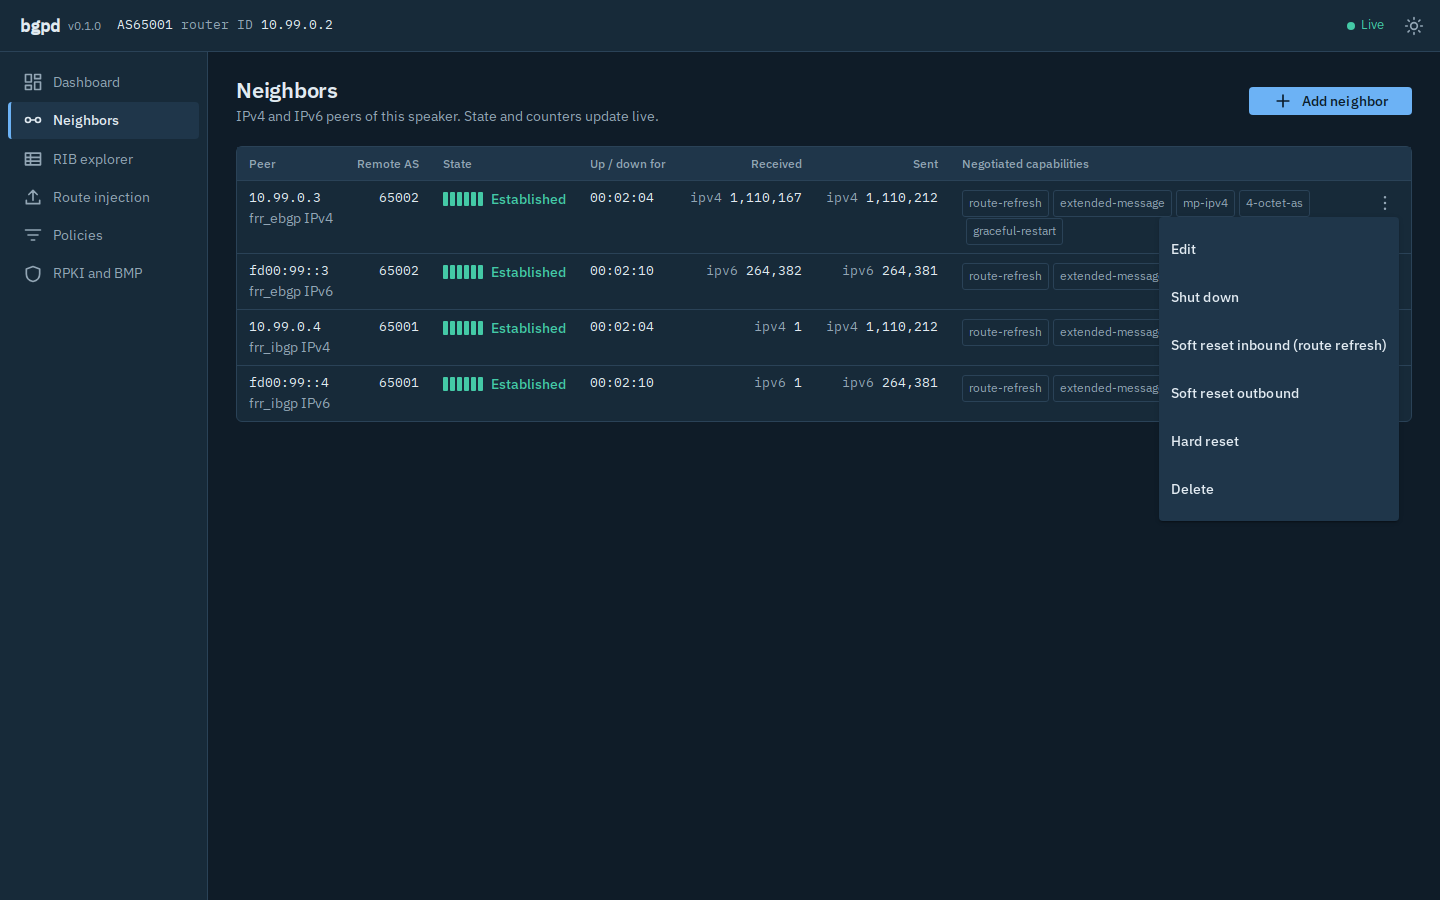 bgpd v0.1.0 AS65001 router ID 10.99.0.2
Live
Dashboard
Neighbors
RIB explorer
Route injection
Policies
RPKI and BMP
Neighbors
IPv4 and IPv6 peers of this speaker. State and counters update live.
Add neighbor
Peer Remote AS State Up / down for Received Sent Negotiated capabilities
10.99.0.3 65002 Established 00:02:04 ipv4 1,110,167 ipv4 1,110,212 route-refresh extended-message mp-ipv4 4-octet-as
frr_ebgp IPv4 graceful-restart
fd00:99::3 65002 Established 00:02:10 ipv6 264,382 ipv6 264,381 route-refresh extended-messag
frr_ebgp IPv6
10.99.0.4 65001 Established 00:02:04 ipv4 1 ipv4 1,110,212 route-refresh extended-messag
frr_ibgp IPv4
fd00:99::4 65001 Established 00:02:10 ipv6 1 ipv6 264,381 route-refresh extended-messag
frr_ibgp IPv6
Edit
Shut down
Soft reset inbound (route refresh)
Soft reset outbound
Hard reset
Delete